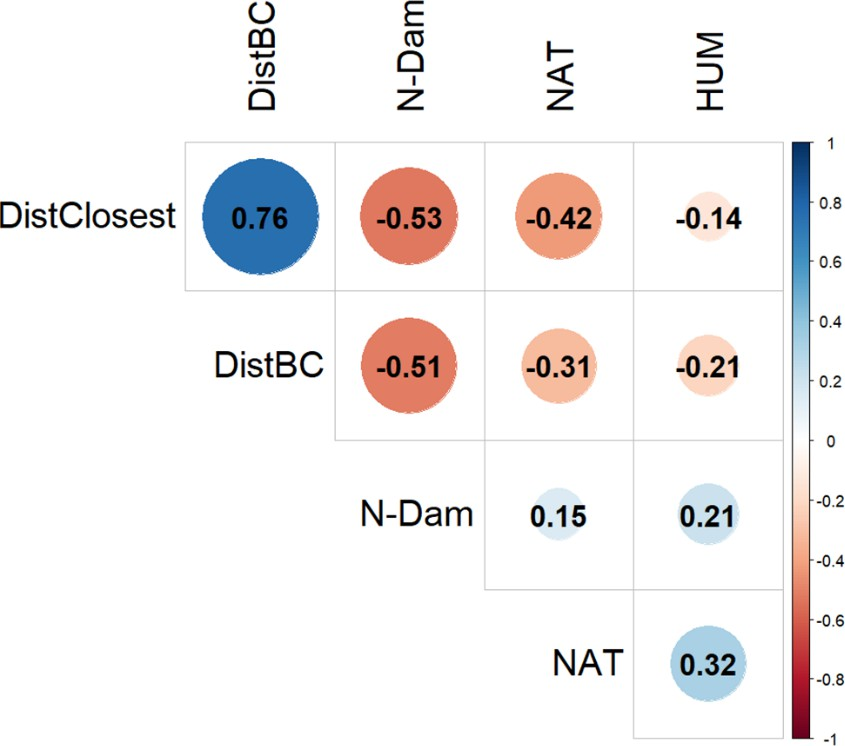 DistBC N-Dam NAT HUM
DistClosest 0.76 -0.53 -0.42 -0.14
DistBC -0.51 -0.31 -0.21
N-Dam 0.15 0.21
NAT 0.32
1
0.8
0.6
0.4
0.2
0
-0.2
-0.4
-0.6
-0.8
-1